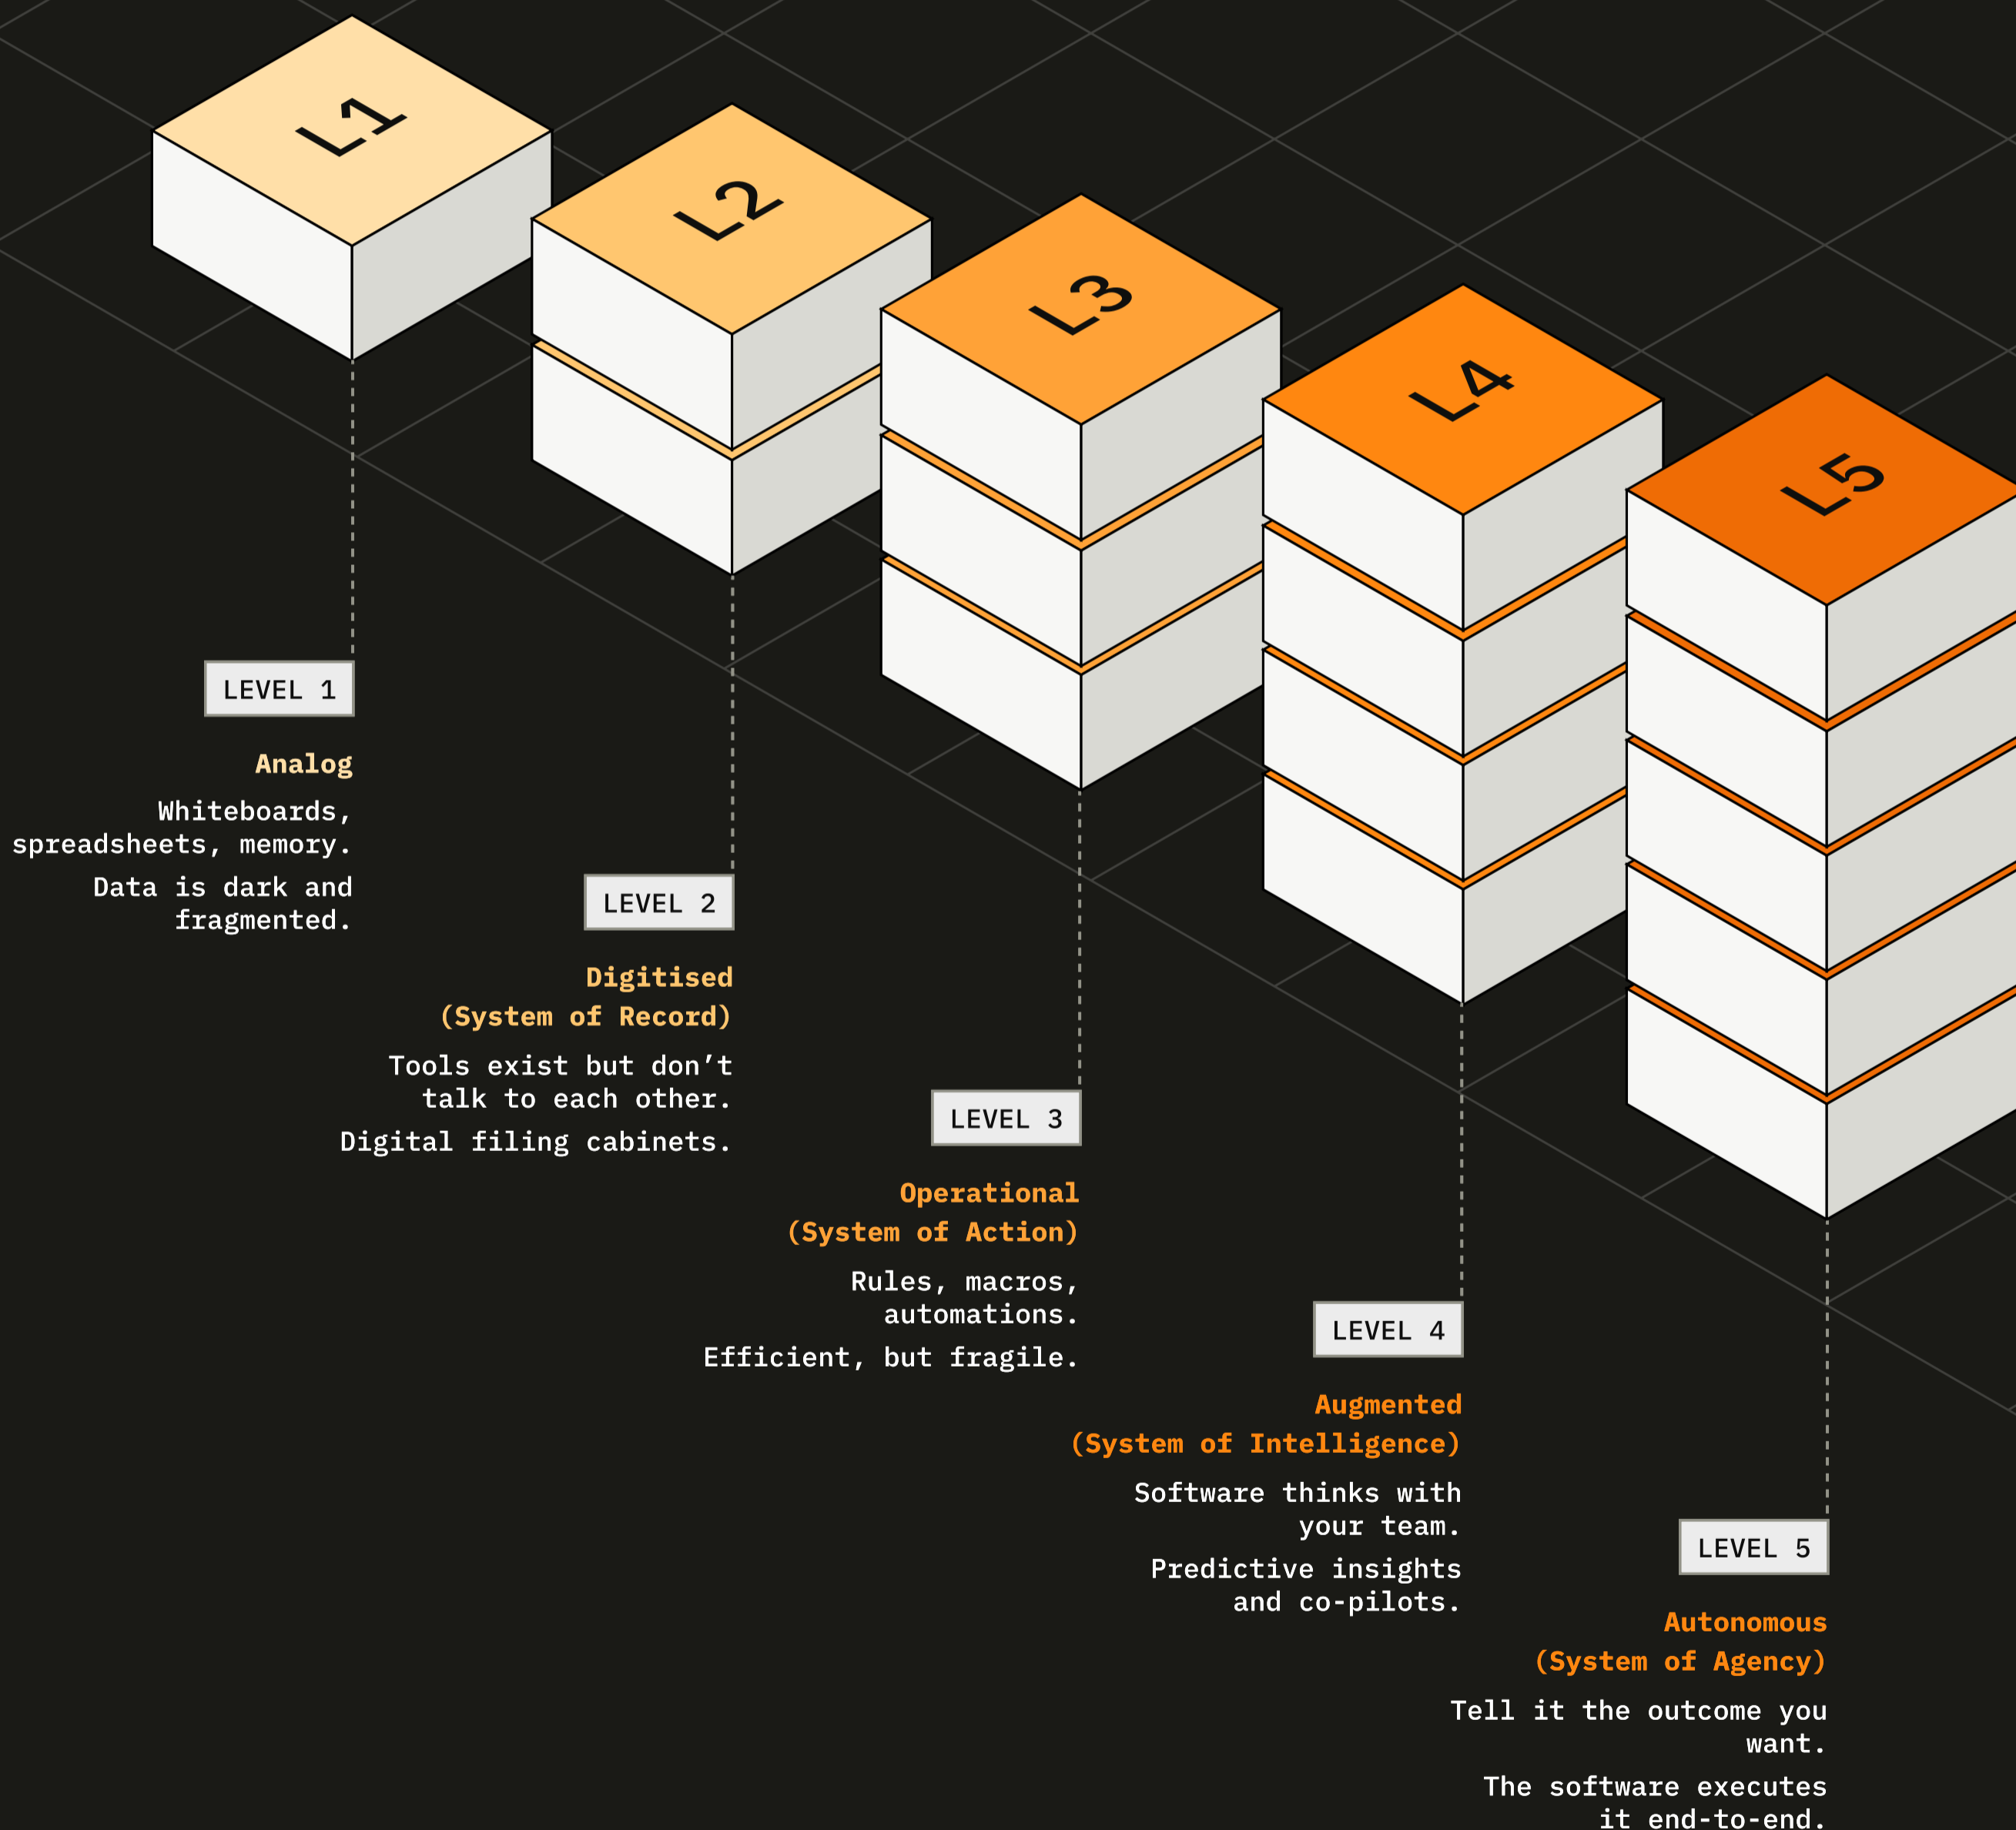 L1
L2
L3
L4
L5
LEVEL 1
Analog
Whiteboards,
spreadsheets, memory.
Data is dark and
fragmented.
LEVEL 2
Digitised
(System of Record)
Tools exist but don’t
talk to each other.
Digital filing cabinets.
LEVEL 3
Operational
(System of Action)
Rules, macros,
automations.
Efficient, but fragile.
LEVEL 4
Augmented
(System of Intelligence)
Software thinks with
your team.
Predictive insights
and co-pilots.
LEVEL 5
Autonomous
(System of Agency)
Tell it the outcome you
want.
The software executes
it end-to-end.